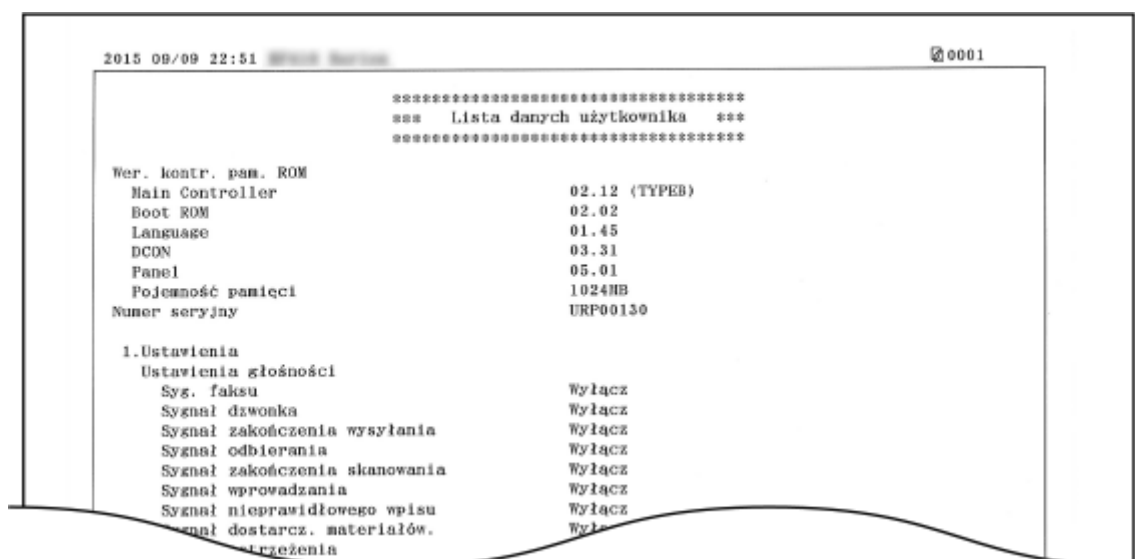 2015 09/09 22:51 0001
************************************
*** Lista danych użytkownika ***
************************************
Wer. kontr. pam. ROM
Main Controller 02.12 (TYPEB)
Boot ROM 02.02
Language 01.45
DCON 03.31
Panel 05.01
Pojemność pamięci 1024MB
Numer seryjny URP00130
1.Ustawienia
Ustawienia głośności
Syg. faksu Wyłącz
Sygnał dzwonka Wyłącz
Sygnał zakończenia wysyłania Wyłącz
Sygnał odbierania Wyłącz
Sygnał zakończenia skanowania Wyłącz
Sygnał wprowadzania Wyłącz
Sygnał nieprawidłowego wpisu Wyłącz
dostarcz. materiałów.